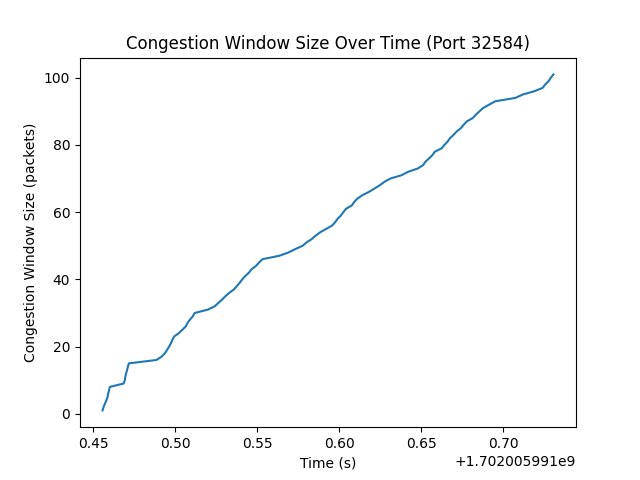 Congestion Window Size Over Time (Port 32584)
Congestion Window Size (packets)
100
80
60
40
20
0
0.45 0.50 0.55 0.60 0.65 0.70
Time (s)
+1.702005991e9